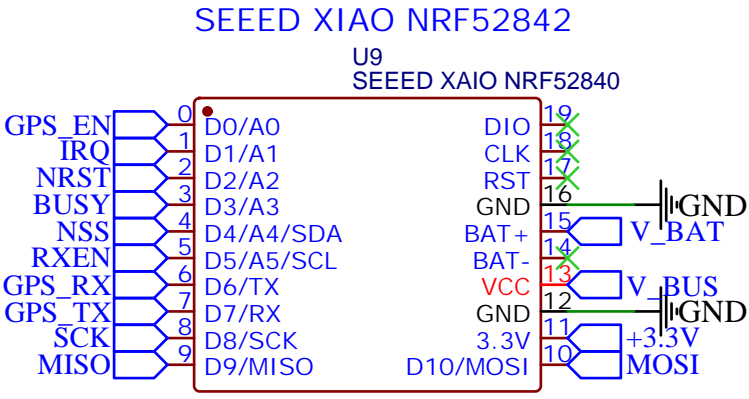 SEEED XIAO NRF52842
U9
SEEED XAIO NRF52840
GPS_EN 0 D0/A0 DIO 19
IRQ 1 D1/A1 CLK 18
NRST 2 D2/A2 RST 17
BUSY 3 D3/A3 GND 16 GND
NSS 4 D4/A4/SDA BAT+ 15 V_BAT
RXEN 5 D5/A5/SCL BAT- 14
GPS_RX 6 D6/TX VCC 13 V_BUS
GPS_TX 7 D7/RX GND 12 GND
SCK 8 D8/SCK 3.3V 11 +3.3V
MISO 9 D9/MISO D10/MOSI 10 MOSI